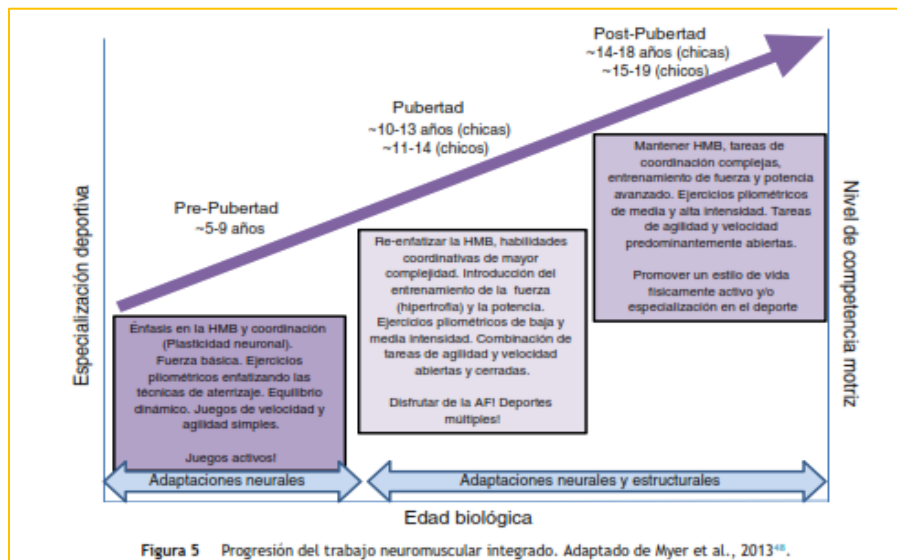 Post-Pubertad
~14-18 años (chicas)
~15-19 (chicos)
Pubertad
~10-13 años (chicas)
~11-14 (chicos)
Pre-Pubertad
~5-9 años
Especialización deportiva
Nivel de competencia motriz
Énfasis en la HMB y coordinación
(Plasticidad neuronal).
Fuerza básica. Ejercicios
pliométricos enfatizando las
técnicas de aterrizaje. Equilibrio
dinámico. Juegos de velocidad y
agilidad simples.
Juegos activos!
Re-enfatizar la HMB, habilidades
coordinativas de mayor
complejidad. Introducción del
entrenamiento de la fuerza
(hipertrofia) y la potencia.
Ejercicios pliométricos de baja y
media intensidad. Combinación de
tareas de agilidad y velocidad
abiertas y cerradas.
Disfrutar de la AF! Deportes
múltiples!
Mantener HMB, tareas de
coordinación complejas,
entrenamiento de fuerza y potencia
avanzado. Ejercicios pliométricos
de media y alta intensidad. Tareas
de agilidad y velocidad
predominantemente abiertas.
Promover un estilo de vida
físicamente activo y/o
especialización en el deporte
Adaptaciones neurales
Adaptaciones neurales y estructurales
Edad biológica
Figura 5 Progresión del trabajo neuromuscular integrado. Adaptado de Myer et al., 2013⁴⁸.